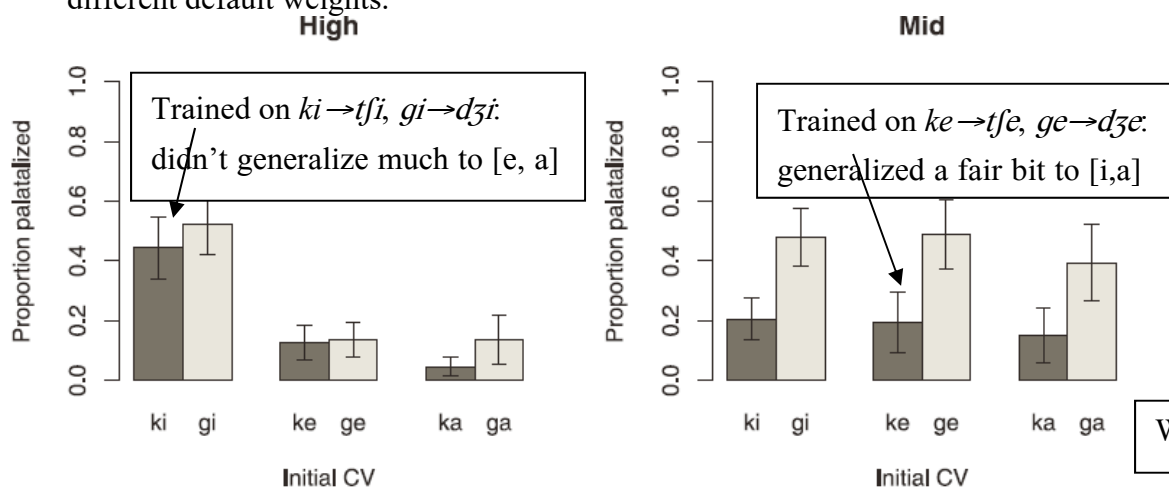 different default weights.
High
Trained on ki→tʃi, gi→dʒi:
didn't generalize much to [e, a]
Proportion palatalized
1.0
0.8
0.6
0.4
0.2
0.0
ki gi ke ge ka ga
Initial CV
Mid
Trained on ke→tʃe, ge→dʒe:
generalized a fair bit to [i,a]
Proportion palatalized
1.0
0.8
0.6
0.4
0.2
0.0
ki gi ke ge ka ga
Initial CV
W